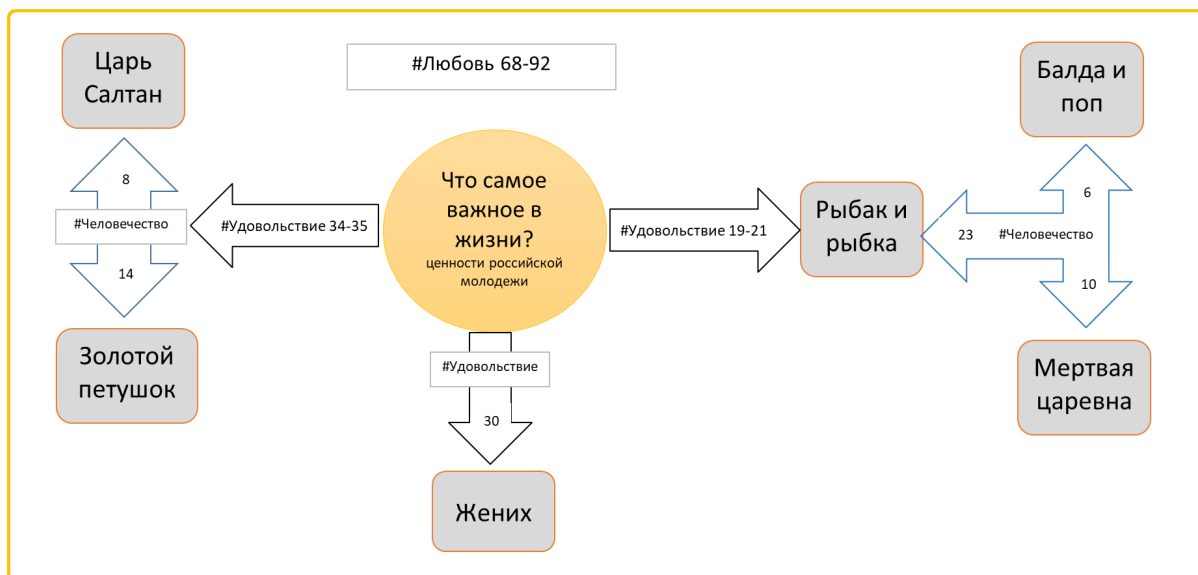 Царь
Салтан
#Любовь 68-92
Балда и
поп
8
#Человечество
14
#Удовольствие 34-35
Что самое
важное в
жизни?
ценности российской
молодежи
#Удовольствие 19-21
Рыбак и
рыбка
6
23 #Человечество
10
Золотой
петушок
#Удовольствие
30
Мертвая
царевна
Жених